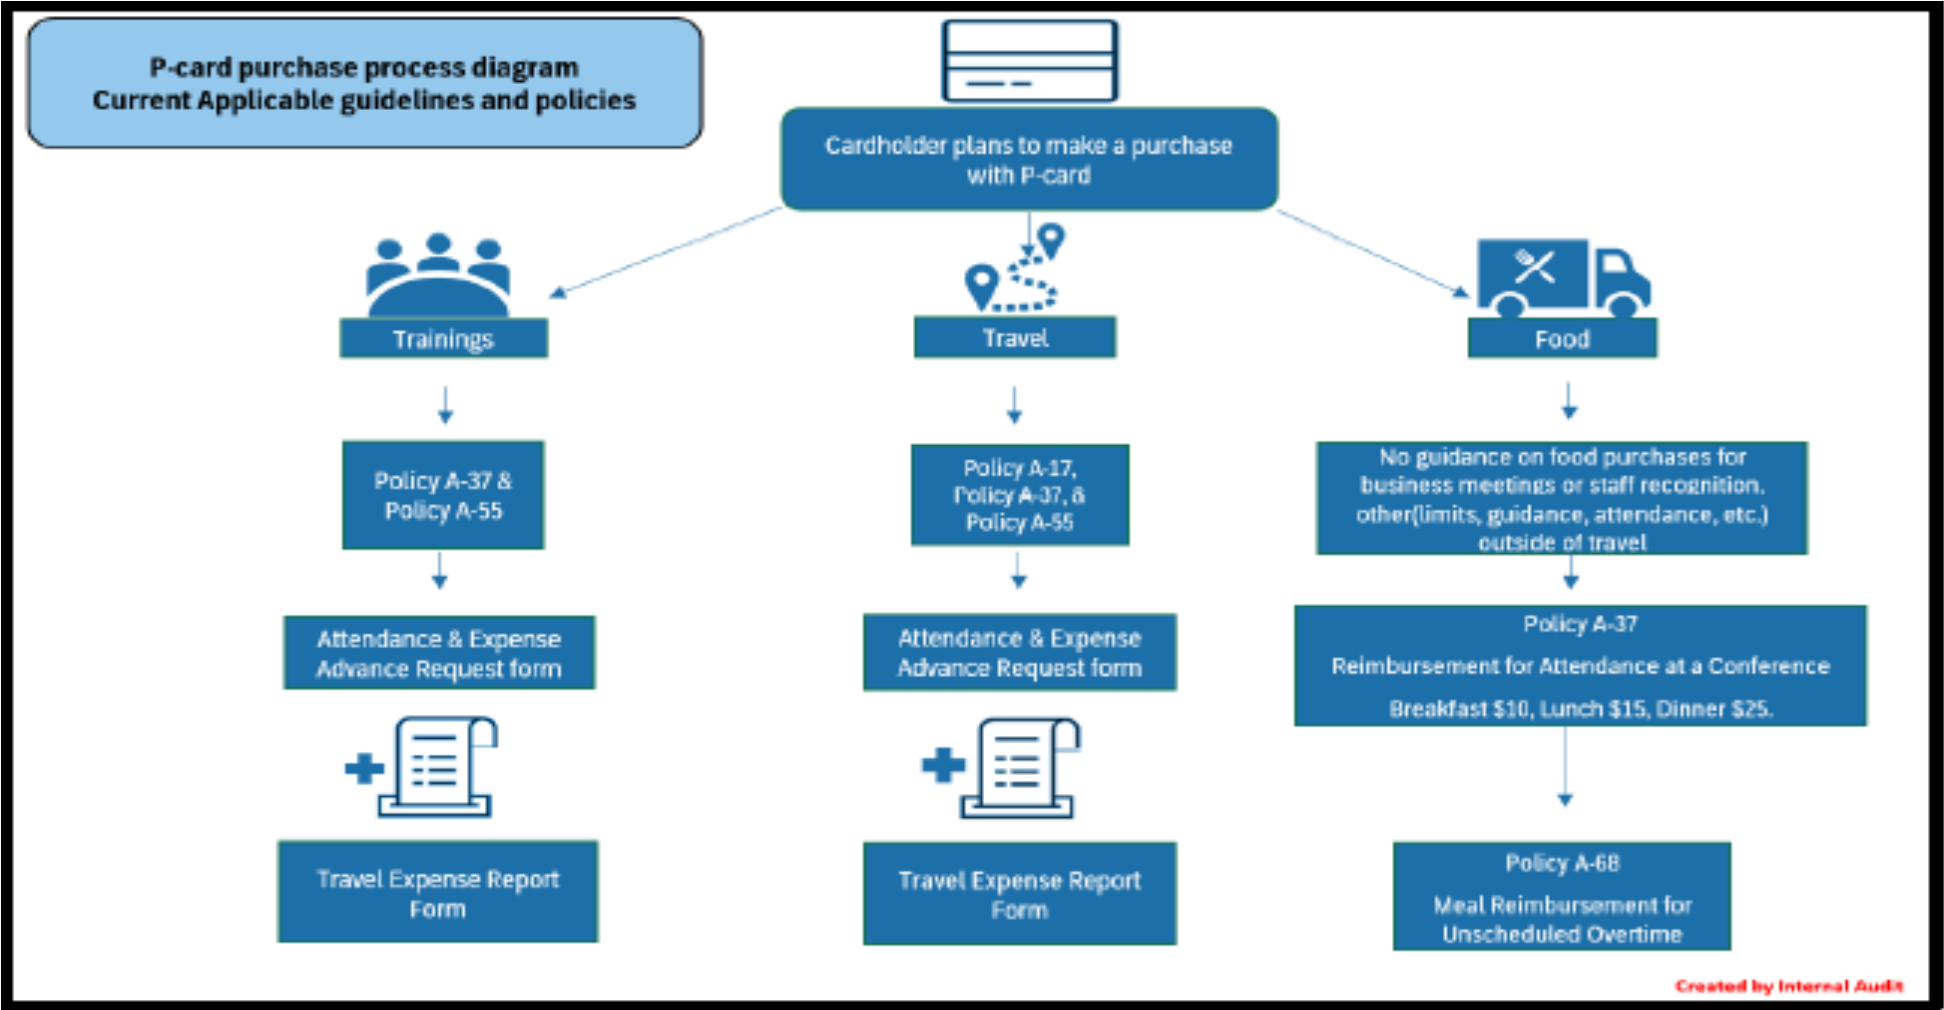 P-card purchase process diagram
Current Applicable guidelines and policies
Cardholder plans to make a purchase
with P-card
Trainings
Travel
Food
Policy A-37 &
Policy A-55
Policy A-17,
Policy A-37, &
Policy A-55
No guidance on food purchases for
business meetings or staff recognition,
other(limits, guidance, attendance, etc.)
outside of travel
Attendance & Expense
Advance Request form
Attendance & Expense
Advance Request form
Policy A-37
Reimbursement for Attendance at a Conference
Breakfast $10, Lunch $15, Dinner $25.
Travel Expense Report
Form
Travel Expense Report
Form
Policy A-68
Meal Reimbursement for
Unscheduled Overtime
Created by Internal Audit